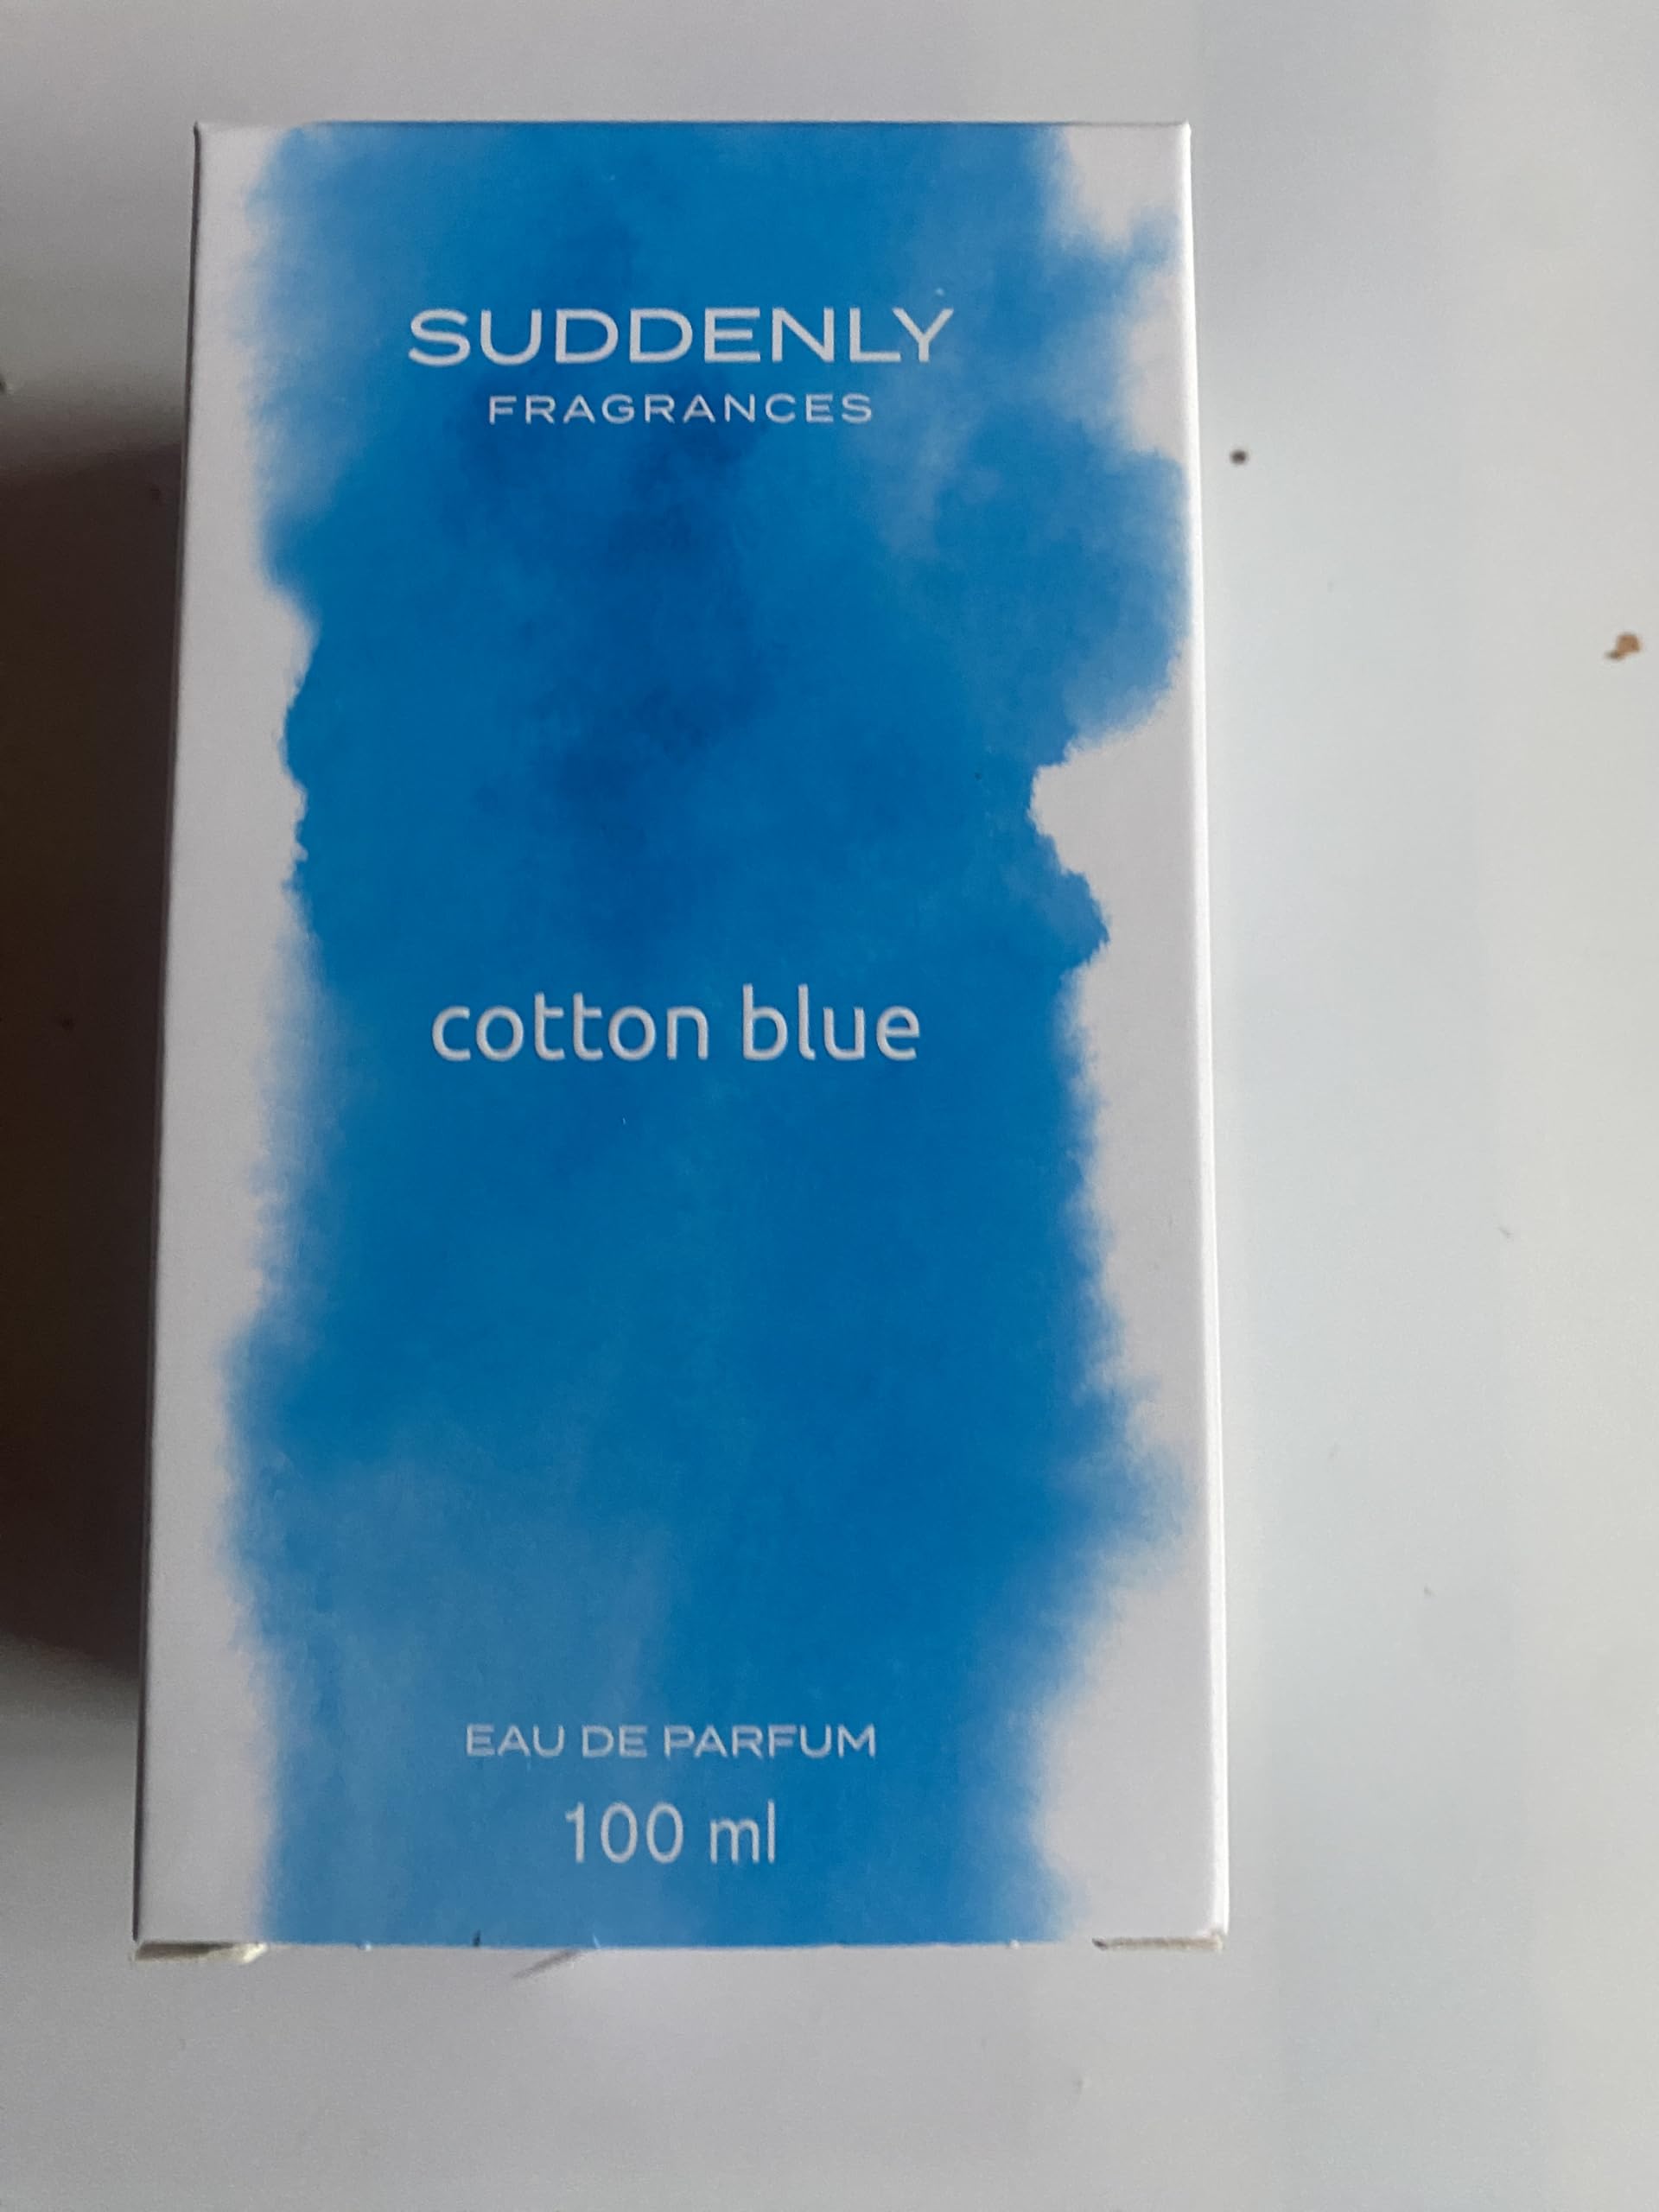 SUDDENLY
FRAGRANCES
cotton blue
EAU DE PARFUM
100 ml